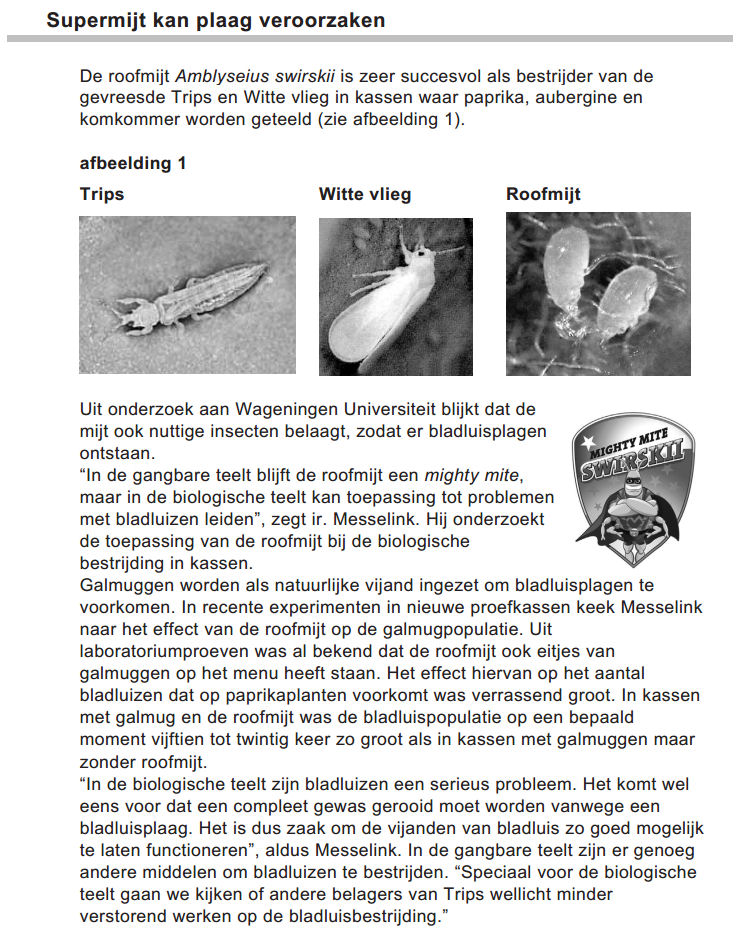 Supermijt kan plaag veroorzaken
De roofmijt Amblyseius swirskii is zeer succesvol als bestrijder van de
gevreesde Trips en Witte vlieg in kassen waar paprika, aubergine en
komkommer worden geteeld (zie afbeelding 1).
afbeelding 1
Trips
Witte vlieg
Roofmijt
Uit onderzoek aan Wageningen Universiteit blijkt dat de
mijt ook nuttige insecten belaagt, zodat er bladluisplagen
ontstaan.
“In de gangbare teelt blijft de roofmijt een mighty mite,
maar in de biologische teelt kan toepassing tot problemen
met bladluizen leiden”, zegt ir. Messelink. Hij onderzoekt
de toepassing van de roofmijt bij de biologische
bestrijding in kassen.
MIGHTY MITE
SWIRSKII
Galmuggen worden als natuurlijke vijand ingezet om bladluisplagen te
voorkomen. In recente experimenten in nieuwe proefkassen keek Messelink
naar het effect van de roofmijt op de galmugpopulatie. Uit
laboratoriumproeven was al bekend dat de roofmijt ook eitjes van
galmuggen op het menu heeft staan. Het effect hiervan op het aantal
bladluizen dat op paprikaplanten voorkomt was verrassend groot. In kassen
met galmug en de roofmijt was de bladluispopulatie op een bepaald
moment vijftien tot twintig keer zo groot als in kassen met galmuggen maar
zonder roofmijt.
“In de biologische teelt zijn bladluizen een serieus probleem. Het komt wel
eens voor dat een compleet gewas gerooid moet worden vanwege een
bladluisplaag. Het is dus zaak om de vijanden van bladluis zo goed mogelijk
te laten functioneren”, aldus Messelink. In de gangbare teelt zijn er genoeg
andere middelen om bladluizen te bestrijden. “Speciaal voor de biologische
teelt gaan we kijken of andere belagers van Trips wellicht minder
verstorend werken op de bladluisbestrijding.”